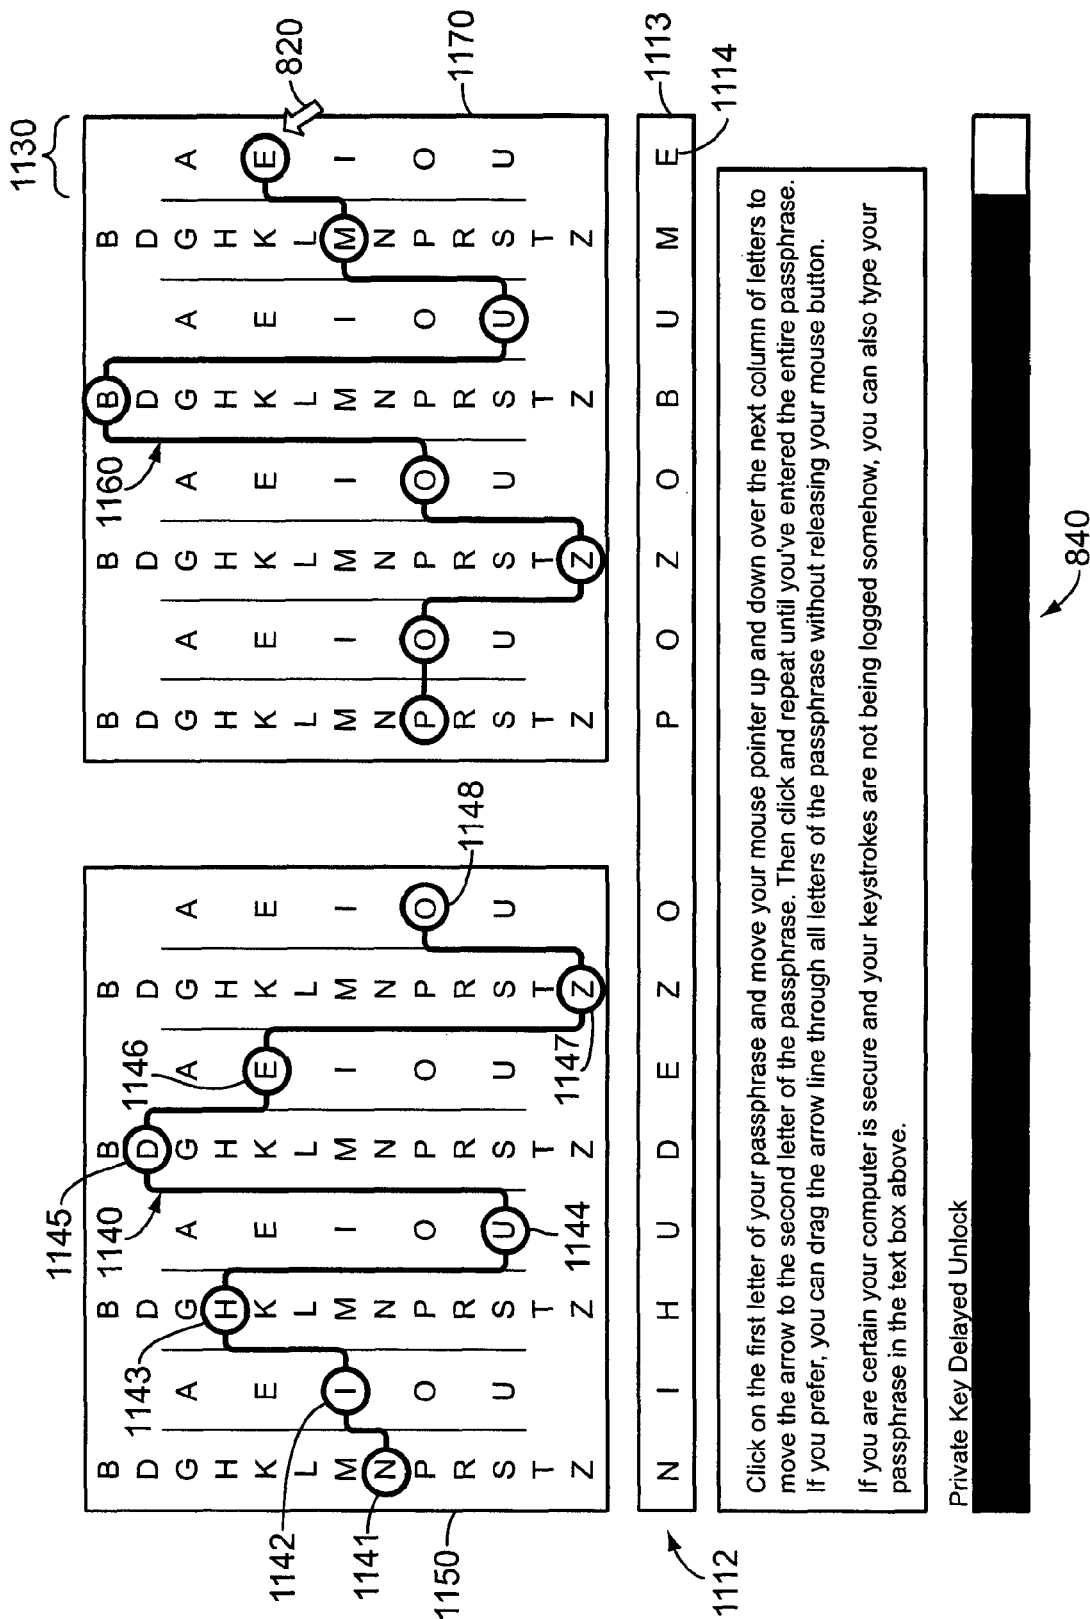 1130
1145
B B B B B B B B
1140 1146 1143 1160
D D D D D D D D
G A G A G A G A G A G A G A G A
H H H H H H H H
K E K E K E K E K E K E K E K E
820
1142
L L L L L L L L
M I M I M I M I M I M I M I M I
1141
N N N N N N N N
P O P O P O P O P O P O P O P O
1150
R R R R R R R R
1148 1170
S U S U S U S U S U S U S U S U
1144
T T T T T T T T
1147
Z Z Z Z Z Z Z Z
N I H U D E Z O P O Z O B U M E
1113
1112
1114
Click on the first letter of your passphrase and move your mouse pointer up and down over the next column of letters to
move the arrow to the second letter of the passphrase. Then click and repeat until you've entered the entire passphrase.
If you prefer, you can drag the arrow line through all letters of the passphrase without releasing your mouse button.
If you are certain your computer is secure and your keystrokes are not being logged somehow, you can also type your
passphrase in the text box above.
Private Key Delayed Unlock
840